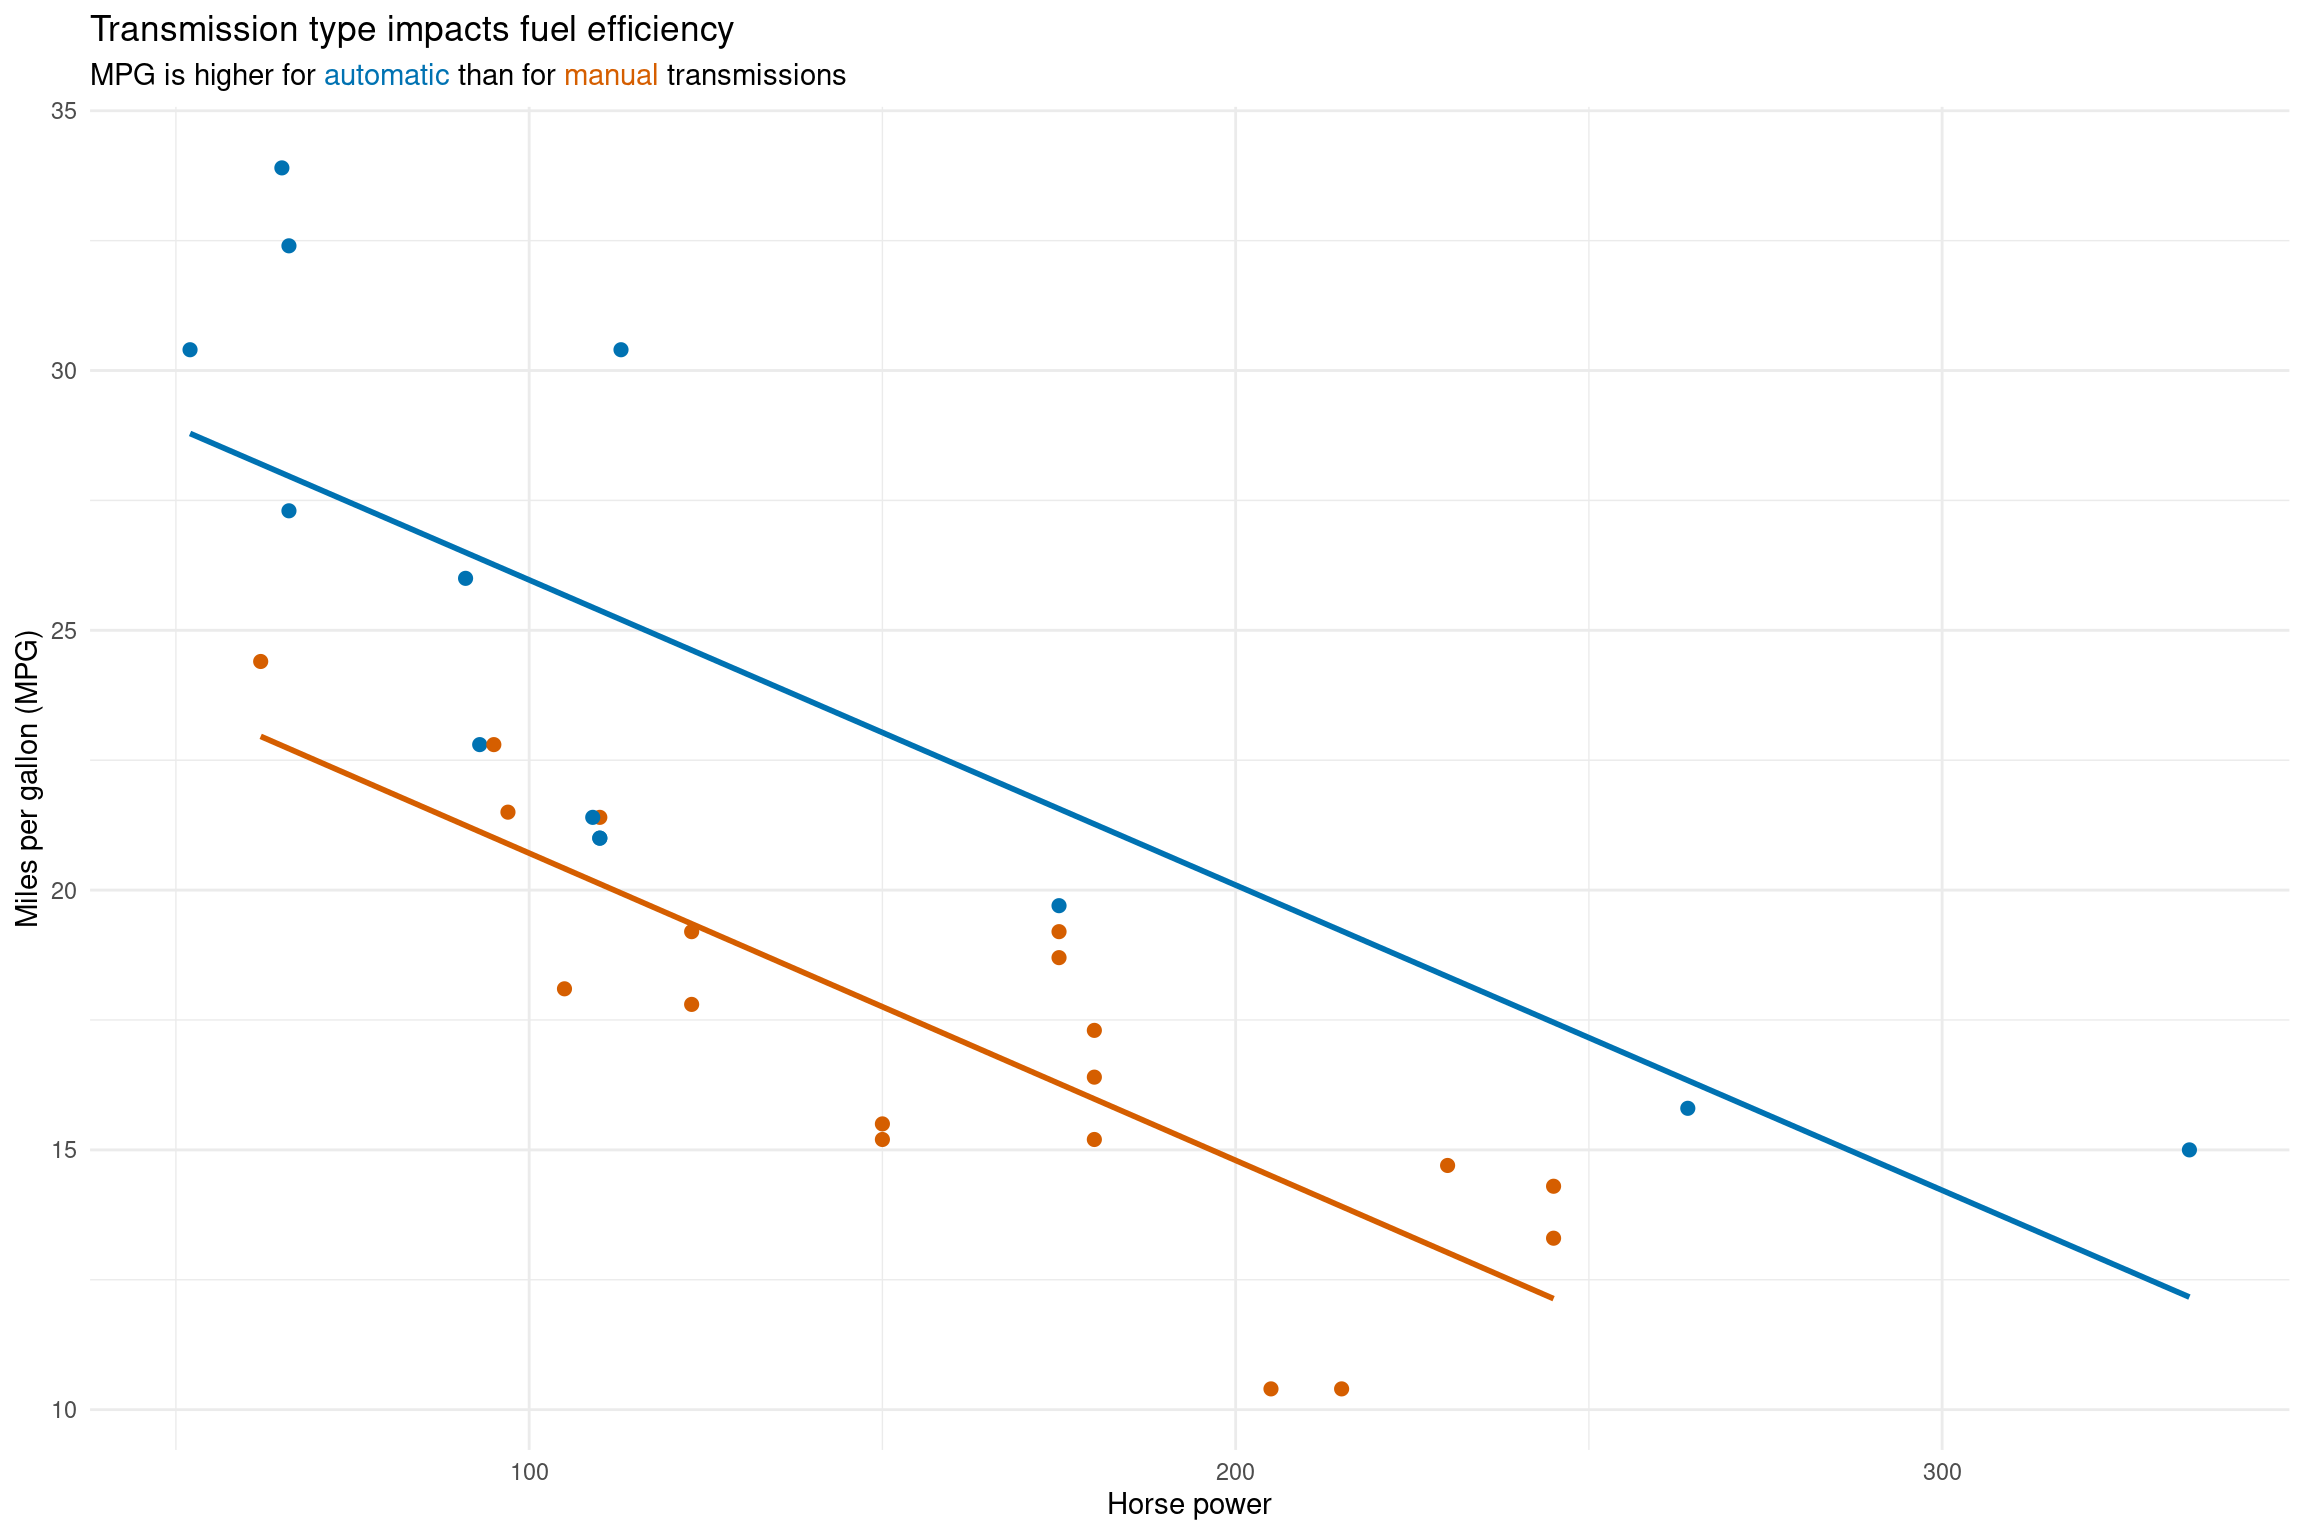 Transmission type impacts fuel efficiency
MPG is higher for automatic than for manual transmissions
35
30
25
20
15
10
Miles per gallon (MPG)
100 200 300
Horse power